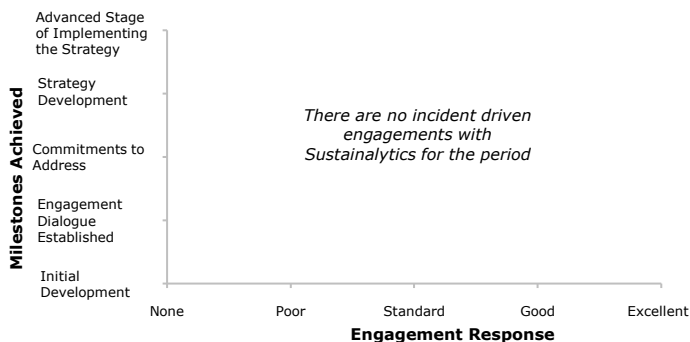 Advanced Stage
of Implementing
the Strategy
Strategy
Development
Commitments to
Address
Engagement
Dialogue
Established
Initial
Development
Milestones Achieved
There are no incident driven
engagements with
Sustainalytics for the period
None
Poor
Standard
Good
Excellent
Engagement Response